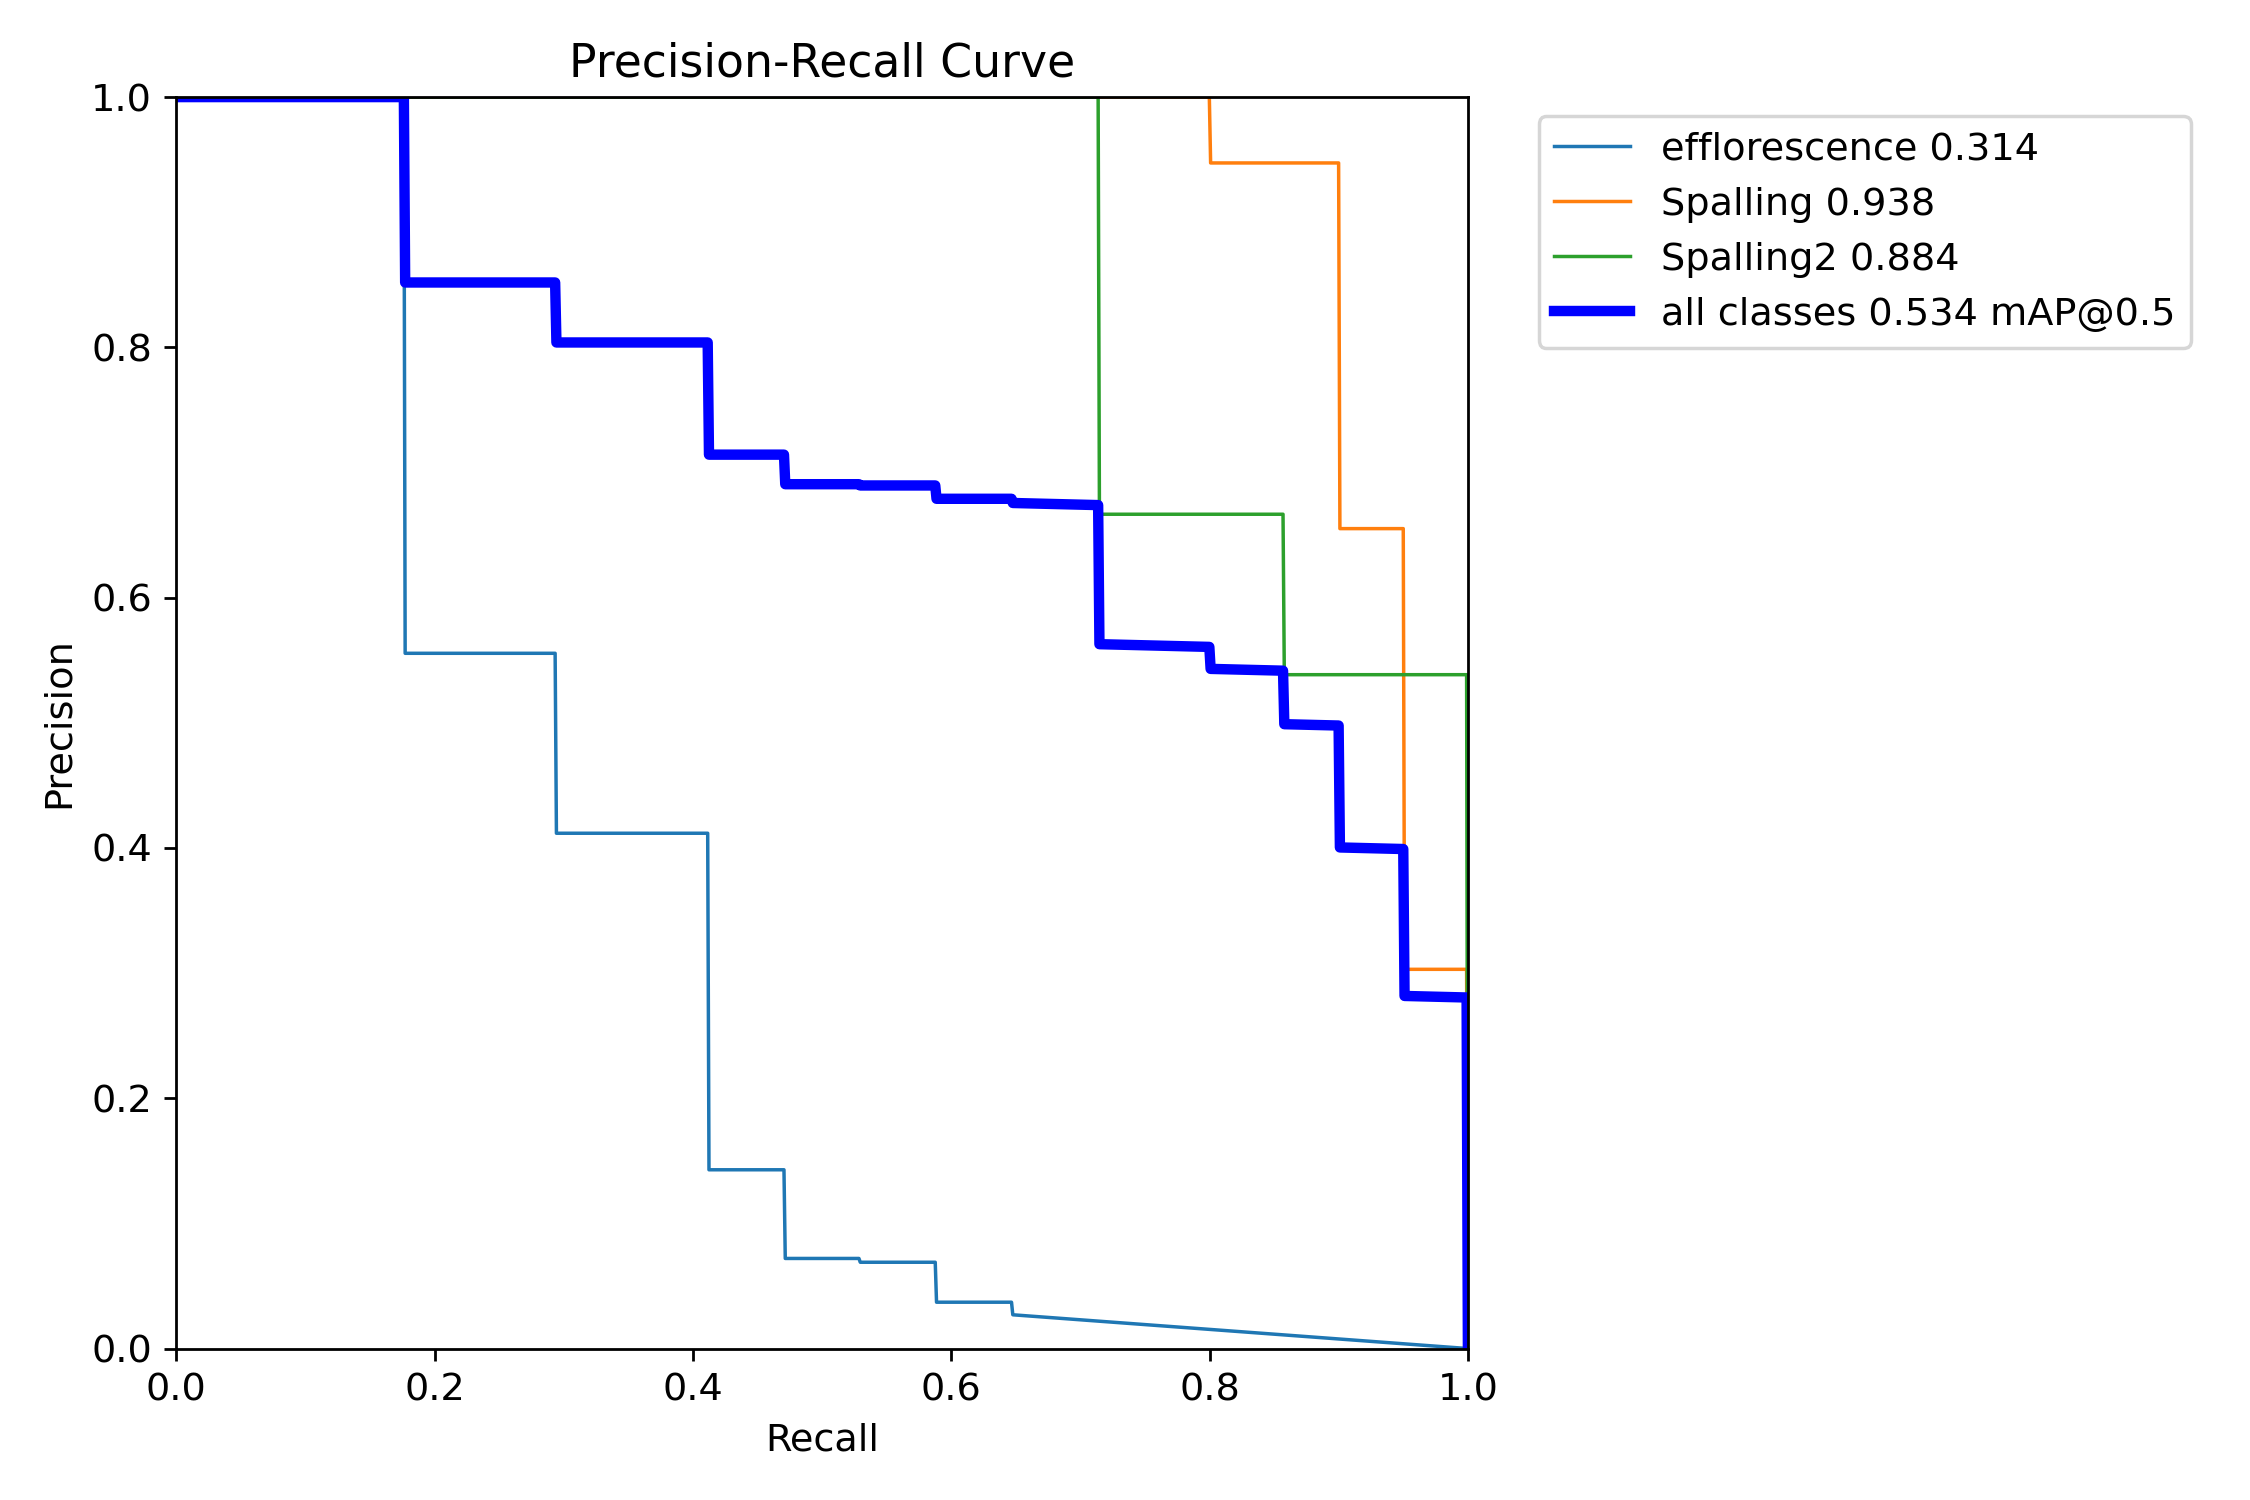 Precision-Recall Curve
1.0
0.8
0.6
0.4
0.2
0.0
Precision
0.0 0.2 0.4 0.6 0.8 1.0
Recall
efflorescence 0.314
Spalling 0.938
Spalling2 0.884
all classes 0.534 mAP@0.5